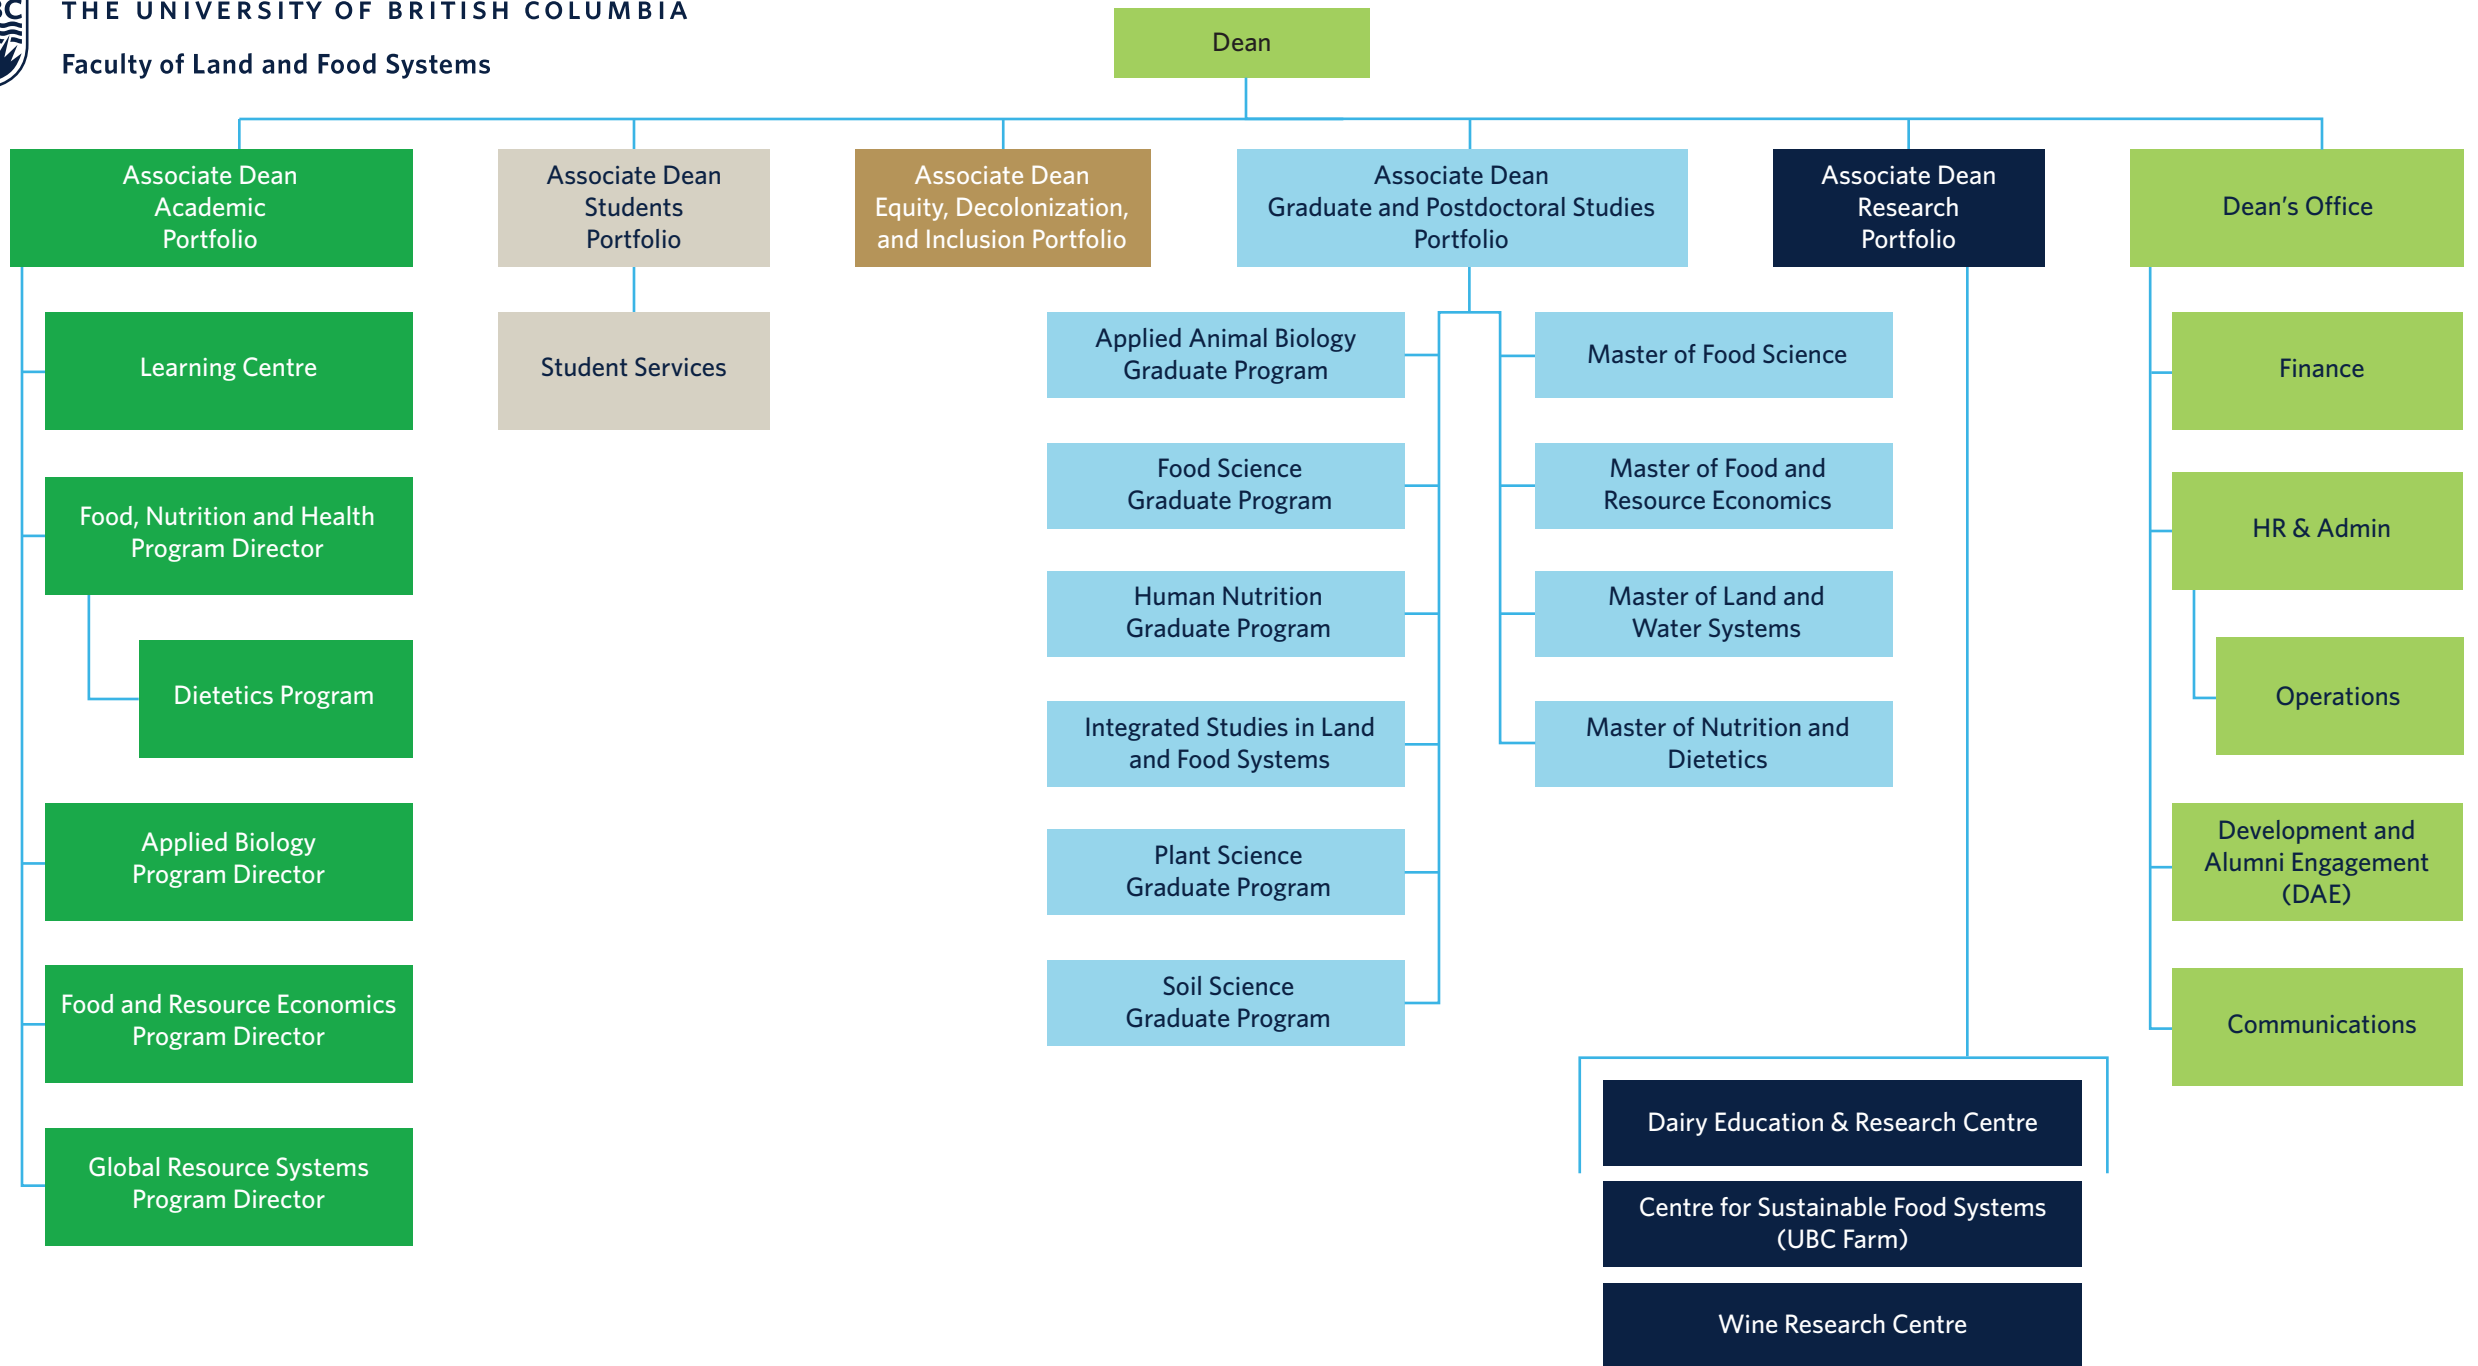 THE UNIVERSITY OF BRITISH COLUMBIA
Faculty of Land and Food Systems
Dean
Associate Dean
Academic
Portfolio
Associate Dean
Students
Portfolio
Associate Dean
Equity, Decolonization,
and Inclusion Portfolio
Associate Dean
Graduate and Postdoctoral Studies
Portfolio
Associate Dean
Research
Portfolio
Dean’s Office
Learning Centre
Food, Nutrition and Health
Program Director
Dietetics Program
Applied Biology
Program Director
Food and Resource Economics
Program Director
Global Resource Systems
Program Director
Student Services
Applied Animal Biology
Graduate Program
Food Science
Graduate Program
Human Nutrition
Graduate Program
Integrated Studies in Land
and Food Systems
Plant Science
Graduate Program
Soil Science
Graduate Program
Master of Food Science
Master of Food and
Resource Economics
Master of Land and
Water Systems
Master of Nutrition and
Dietetics
Dairy Education & Research Centre
Centre for Sustainable Food Systems
(UBC Farm)
Wine Research Centre
Finance
HR & Admin
Operations
Development and
Alumni Engagement
(DAE)
Communications